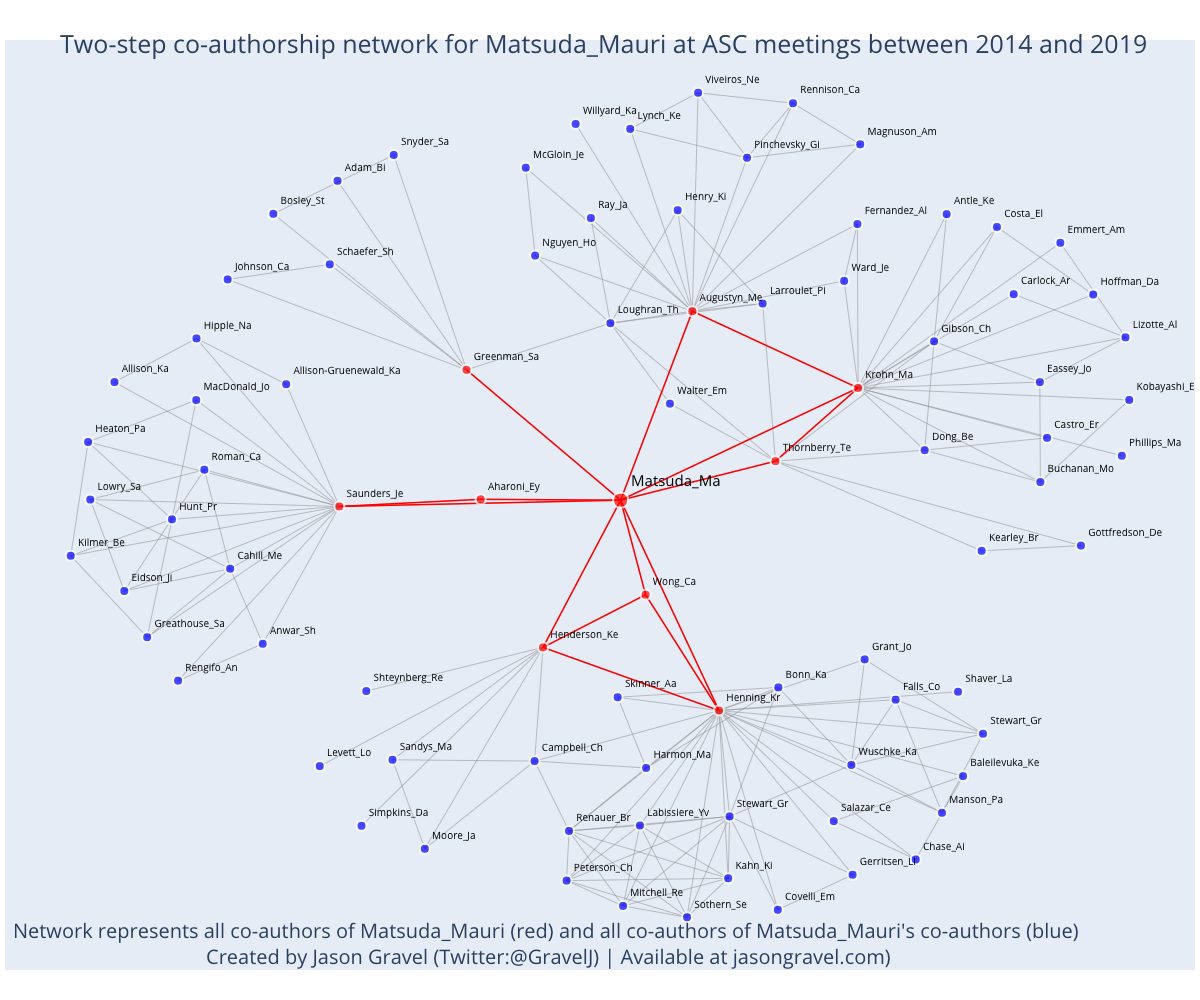 Two-step co-authorship network for Matsuda_Mauri at ASC meetings between 2014 and 2019
Viveiros_Ne
Rennison_Ca
Willyard_Ka
Lynch_Ke
Magnuson_Am
Pinchevsky_Gi
Snyder_Sa
McGloin_Je
Adam_Bi
Bosley_St
Henry_Ki
Antle_Ke
Ray_Ja
Fernandez_Al
Costa_El
Emmert_Am
Nguyen_Ho
Schaefer_Sh
Johnson_Ca
Ward_Je
Carlock_Ar
Hoffman_Da
Larroulet_Pi
Augustyn_Me
Loughran_Th
Hipple_Na
Gibson_Ch
Lizotte_Al
Greenman_Sa
Allison_Ka
Allison-Gruenewald_Ka
Krohn_Ma
Eassey_Jo
MacDonald_Jo
Walter_Em
Kobayashi_E
Heaton_Pa
Castro_Er
Thornberry_Te
Dong_Be
Phillips_Ma
Roman_Ca
Buchanan_Mo
Matsuda_Ma
Aharoni_Ey
Lowry_Sa
Saunders_Je
Hunt_Pr
Kilmer_Be
Kearley_Br
Gottfredson_De
Cahill_Me
Eidson_Ji
Wong_Ca
Greathouse_Sa
Anwar_Sh
Henderson_Ke
Grant_Jo
Rengifo_An
Shteynberg_Re
Skinner_Aa
Bonn_Ka
Shaver_La
Falls_Co
Henning_Kr
Stewart_Gr
Levett_Lo
Sandys_Ma
Campbell_Ch
Harmon_Ma
Wuschke_Ka
Baleilevuka_Ke
Manson_Pa
Simpkins_Da
Salazar_Ce
Stewart_Gr
Labissiere_Yv
Renauer_Br
Moore_Ja
Chase_Ai
Gerritsen_Li
Peterson_Ch
Kahn_Ki
Mitchell_Re
Covelli_Em
Sothern_Se
Network represents all co-authors of Matsuda_Mauri (red) and all co-authors of Matsuda_Mauri's co-authors (blue)
Created by Jason Gravel (Twitter:@GravelJ) | Available at jasongravel.com)